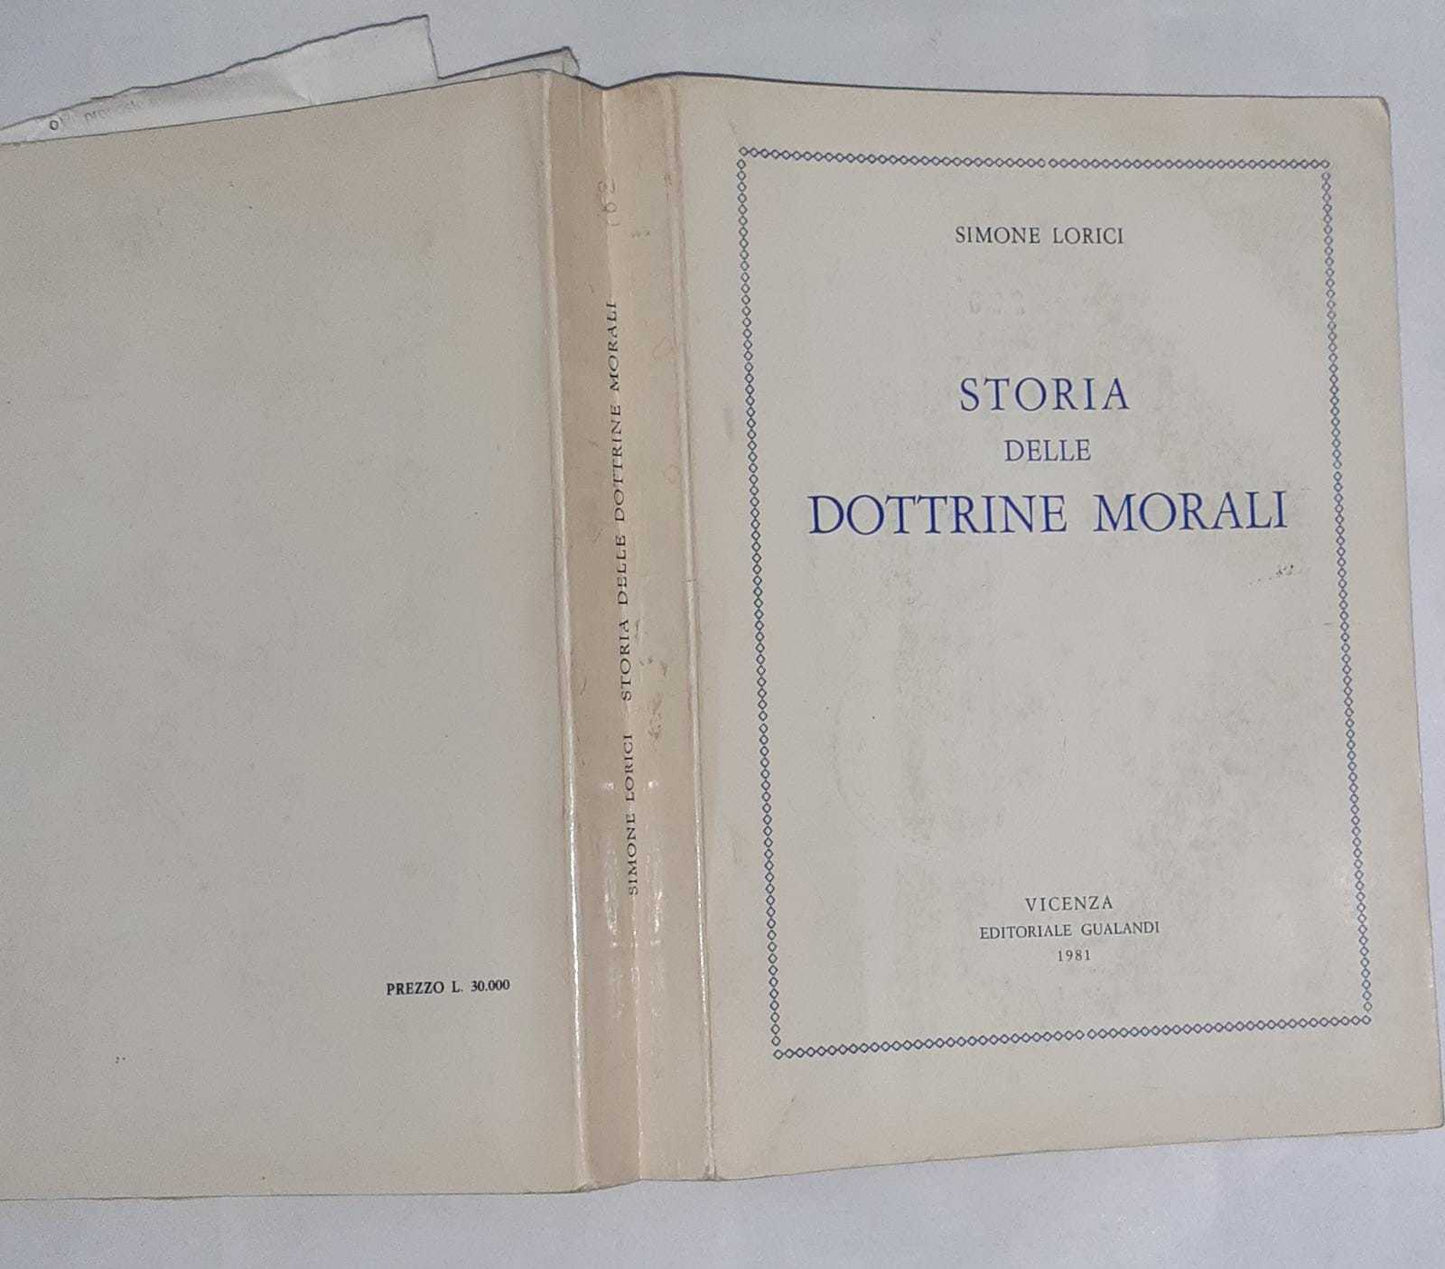 PREZZO L. 30.000
SIMONE LORICI STORIA DELLE DOTTRINE MORALI
SIMONE LORICI
STORIA
DELLE
DOTTRINE MORALI
VICENZA
EDITORIALE GUALANDI
1981